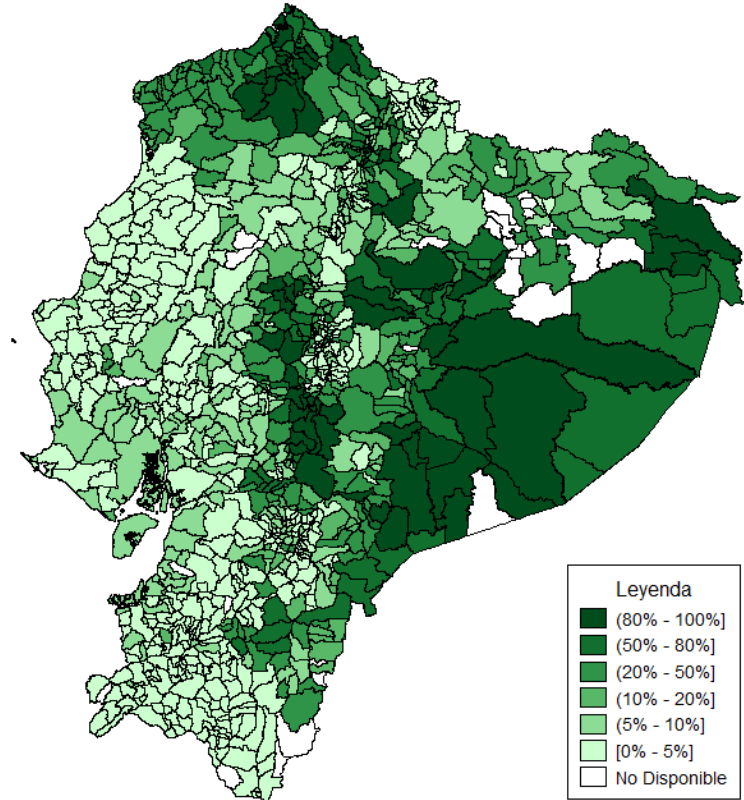 Leyenda
(80% - 100%]
(50% - 80%]
(20% - 50%]
(10% - 20%]
(5% - 10%]
[0% - 5%]
No Disponible